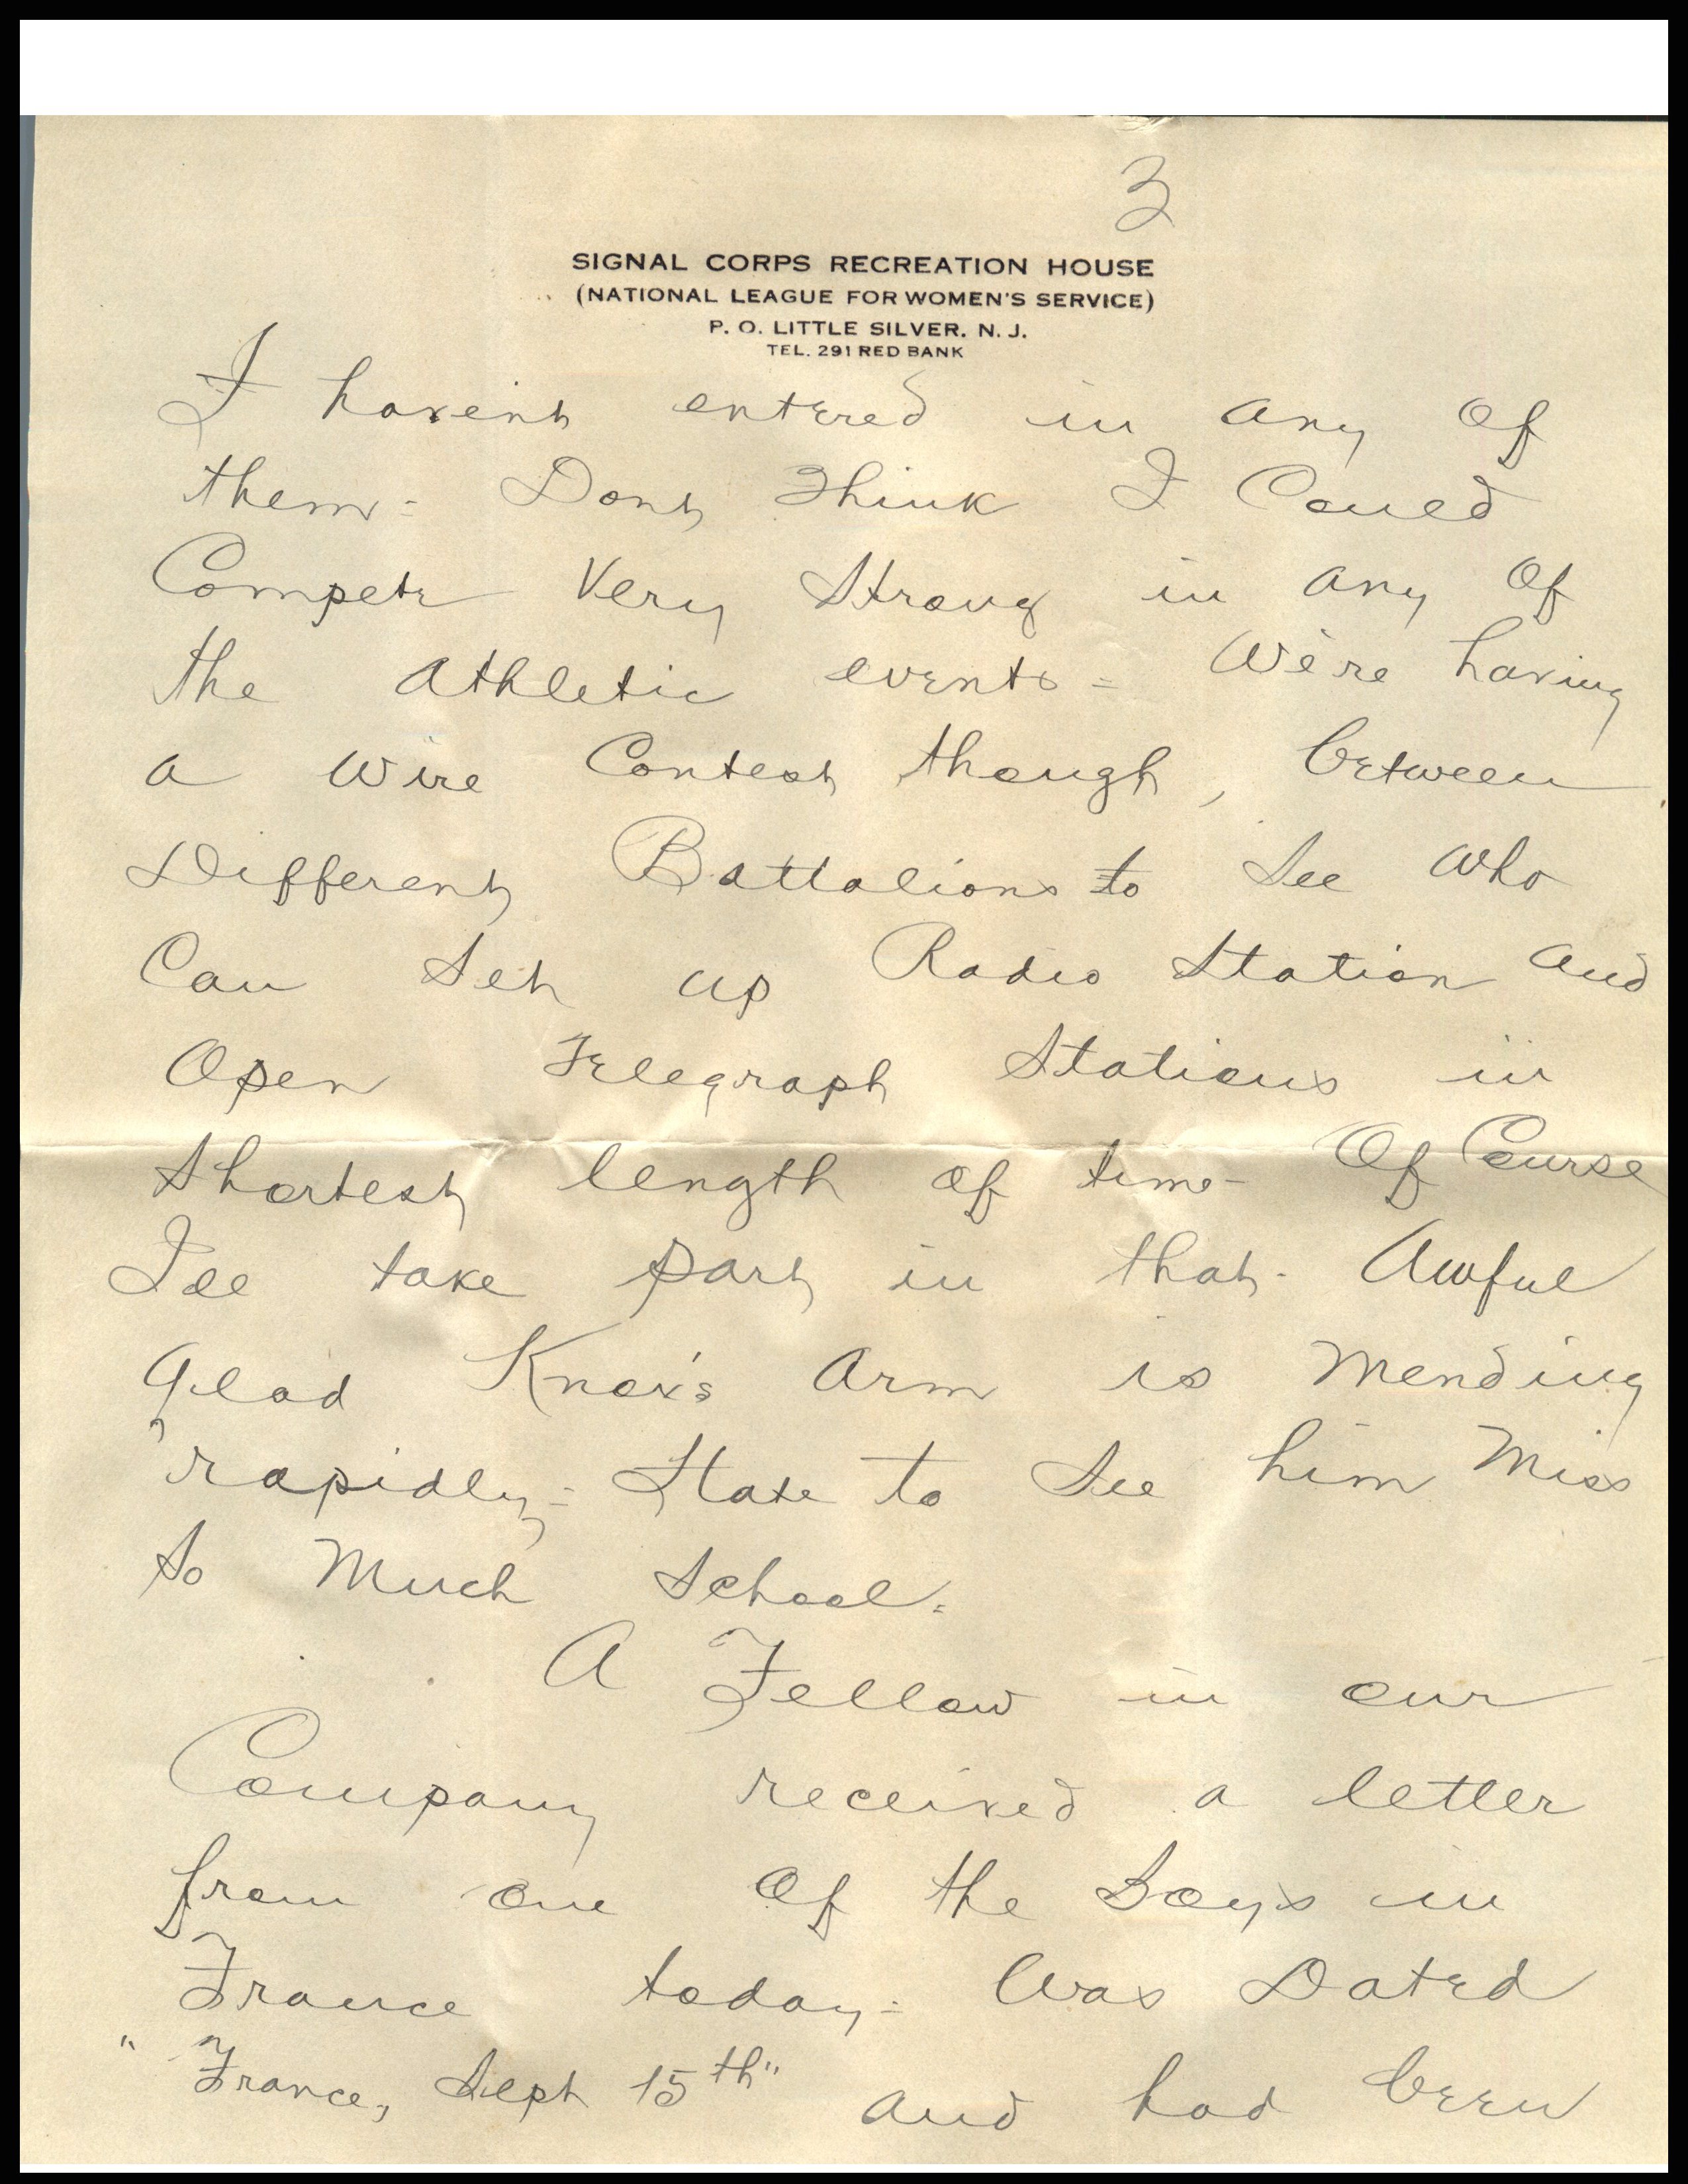 3
SIGNAL CORPS RECREATION HOUSE
(NATIONAL LEAGUE FOR WOMEN'S SERVICE)
P. O. LITTLE SILVER. N. J.
TEL. 291 RED BANK
I havent entered in any of
them = Dont Think I Could
Compete Very Strong in any Of
the athletic events = We're having
a Wire Contest though, between
Different Battalions to See Who
Can Set up Radio Station and
Open Telegraph Stations in
Shortest length of time - Of Course
I'll take part in that - Awful
Glad Knox's Arm is Mending
rapidly = Hate to See him Miss
So Much School =
A Fellow in our
Company received a letter
from one Of the Boys in
France today = Was Dated
"France, Sept 15th" and had been